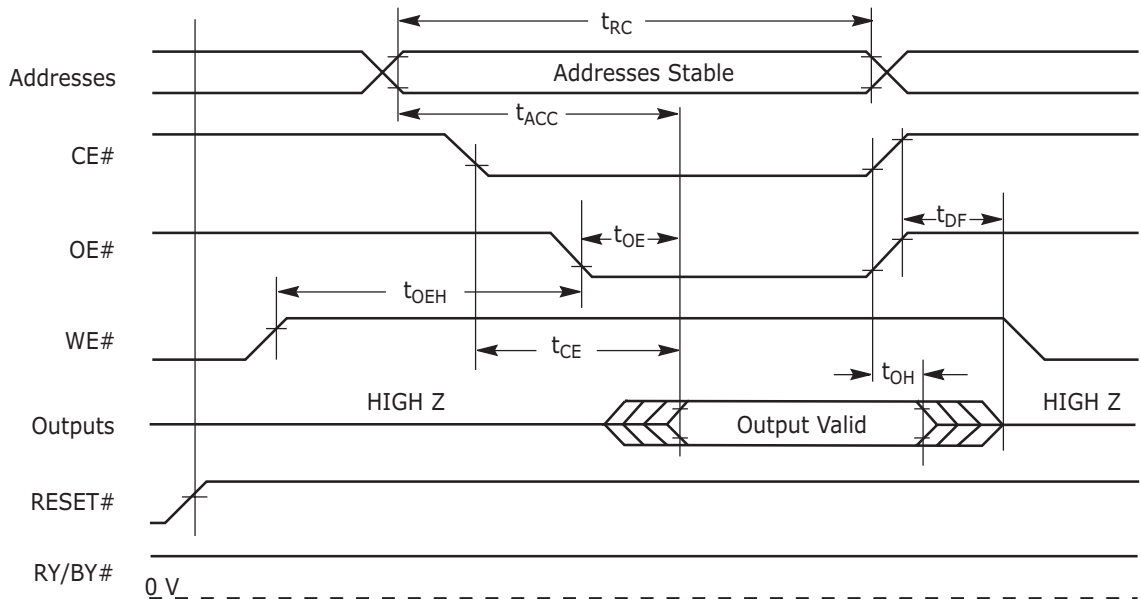 tRC
Addresses
Addresses Stable
tACC
CE#
tDF
OE#
tOE
tOEH
WE#
tCE
tOH
HIGH Z
HIGH Z
Outputs
Output Valid
RESET#
RY/BY#
0 V